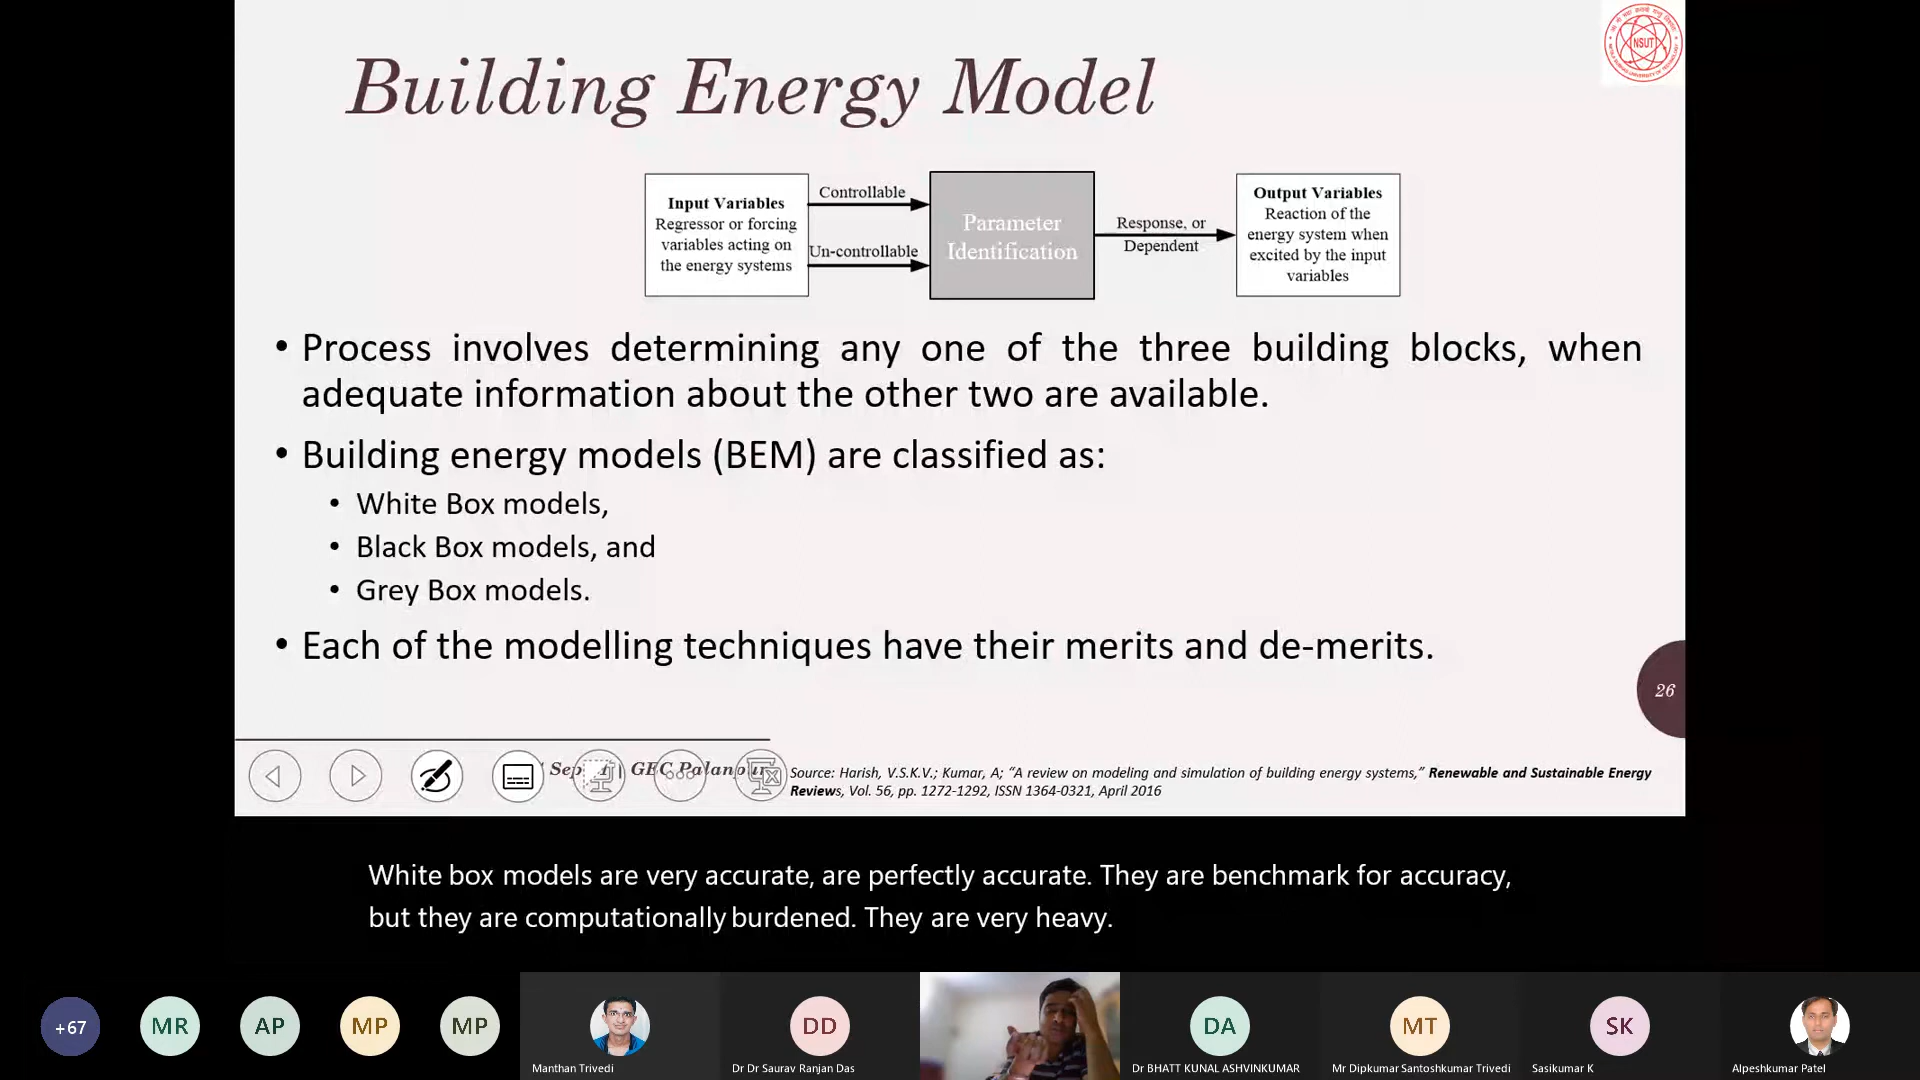 Building Energy Model
NSUT
Input Variables
Regressor or forcing
variables acting on
the energy systems
Controllable
Un-controllable
Parameter
Identification
Response, or
Dependent
Output Variables
Reaction of the
energy system when
excited by the input
variables
• Process involves determining any one of the three building blocks, when
adequate information about the other two are available.
• Building energy models (BEM) are classified as:
• White Box models,
• Black Box models, and
• Grey Box models.
• Each of the modelling techniques have their merits and de-merits.
26
GEC Palanpur
Source: Harish, V.S.K.V.; Kumar, A; “A review on modeling and simulation of building energy systems,” Renewable and Sustainable Energy
Reviews, Vol. 56, pp. 1272-1292, ISSN 1364-0321, April 2016
White box models are very accurate, are perfectly accurate. They are benchmark for accuracy,
but they are computationally burdened. They are very heavy.
+67
MR
AP
MP
MP
DD
DA
MT
SK
Manthan Trivedi
Dr Dr Saurav Ranjan Das
Dr BHATT KUNAL ASHVINKUMAR
Mr Dipkumar Santoshkumar Trivedi
Sasikumar K
Alpeshkumar Patel